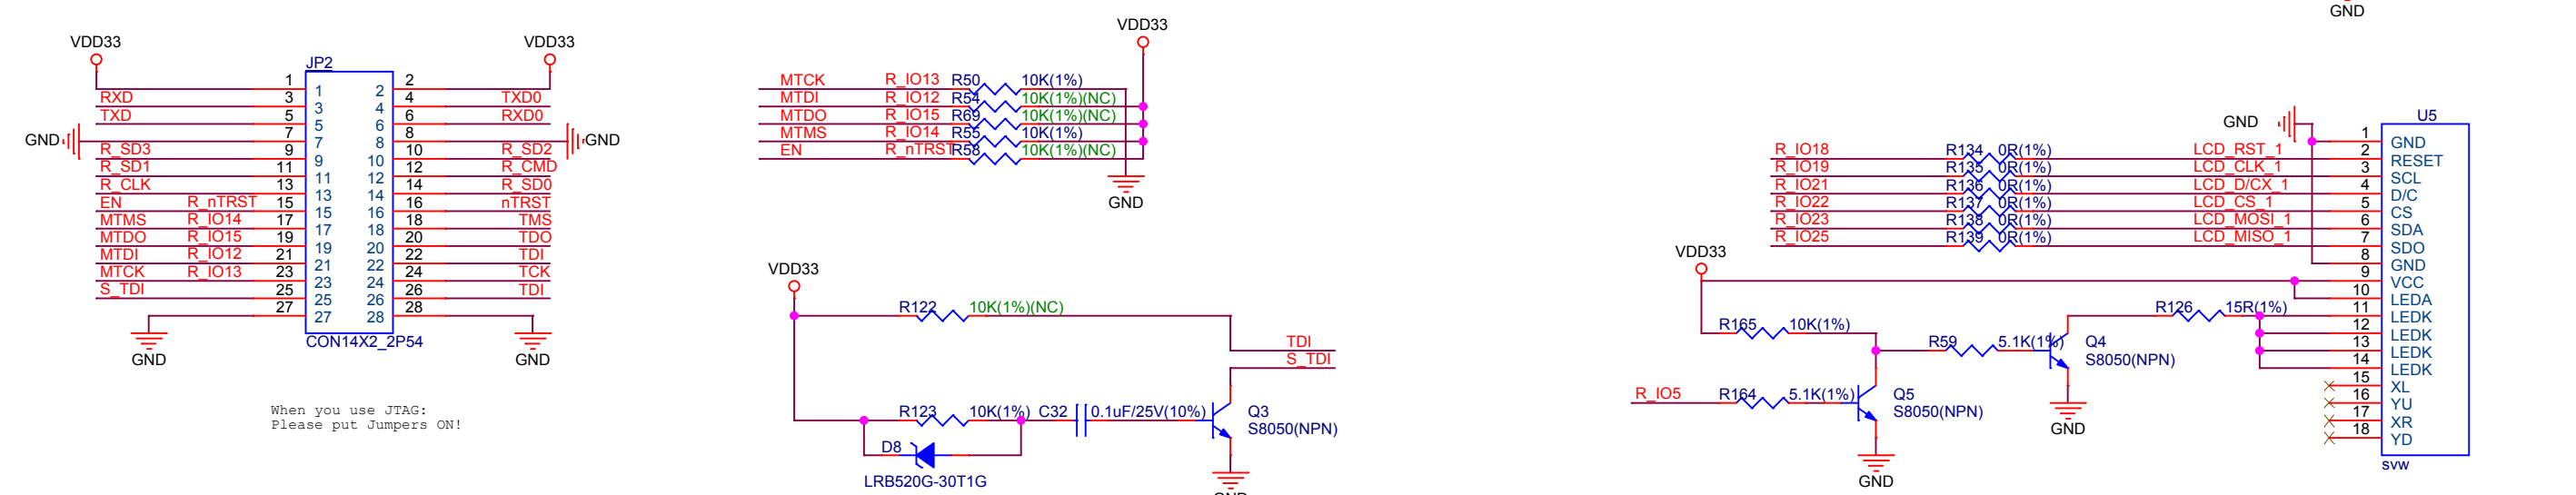 GND
VDD33
VDD33
JP2
1 1 2 2
RXD 3 3 4 4 TXD0
TXD 5 5 6 6 RXD0
GND 7 7 8 8 GND
R_SD3 9 9 10 10 R_SD2
R_SD1 11 11 12 12 R_CMD
R_CLK 13 13 14 14 R_SD0
EN R_nTRST 15 15 16 16 nTRST
MTMS R_IO14 17 17 18 18 TMS
MTDO R_IO15 19 19 20 20 TDO
MTDI R_IO12 21 21 22 22 TDI
MTCK R_IO13 23 23 24 24 TCK
S_TDI 25 25 26 26 TDI
27 27 28 28
CON14X2_2P54
GND
GND
When you use JTAG:
Please put Jumpers ON!
VDD33
MTCK R_IO13 R50 10K(1%)
MTDI R_IO12 R54 10K(1%)(NC)
MTDO R_IO15 R69 10K(1%)(NC)
MTMS R_IO14 R55 10K(1%)
EN R_nTRST R58 10K(1%)(NC)
GND
VDD33
R122 10K(1%)(NC)
TDI
S_TDI
R123 10K(1%) C32 0.1uF/25V(10%) Q3
S8050(NPN)
D8
LRB520G-30T1G
GND
U5
GND 1 GND
R_IO18 R134 0R(1%) LCD_RST_1 2 RESET
R_IO19 R135 0R(1%) LCD_CLK_1 3 SCL
R_IO21 R136 0R(1%) LCD_D/CX_1 4 D/C
R_IO22 R137 0R(1%) LCD_CS_1 5 CS
R_IO23 R138 0R(1%) LCD_MOSI_1 6 SDA
R_IO25 R139 0R(1%) LCD_MISO_1 7 SDO
8 GND
VDD33 9 VCC
10 LEDA
R126 15R(1%) 11 LEDK
12 LEDK
13 LEDK
14 LEDK
15 XL
16 YU
17 XR
18 YD
svw
R165 10K(1%)
R59 5.1K(1%) Q4
S8050(NPN)
R_IO5 R164 5.1K(1%) Q5
S8050(NPN)
GND
GND